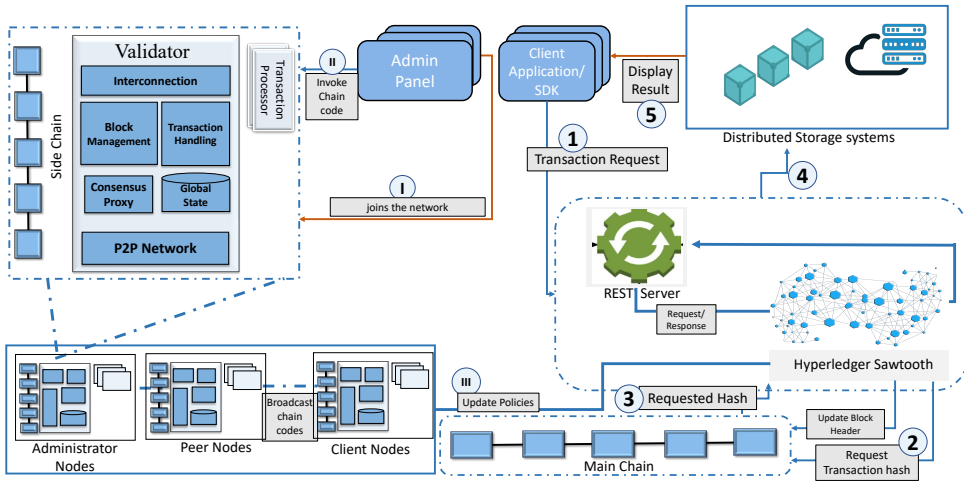 Validator
Interconnection
Block
Management
Transaction
Handling
Consensus
Proxy
Global
State
P2P Network
Side Chain
Transaction
Processor
II
Invoke
Chain
code
Admin
Panel
Client
Application/
SDK
Display
Result
5
Distributed Storage systems
1
Transaction Request
4
I
joins the network
REST Server
Request/
Response
Hyperledger Sawtooth
III
Update Policies
3
Requested Hash
Update Block
Header
2
Request
Transaction hash
Main Chain
Administrator
Nodes
Peer Nodes
Broadcast
chain
codes
Client Nodes